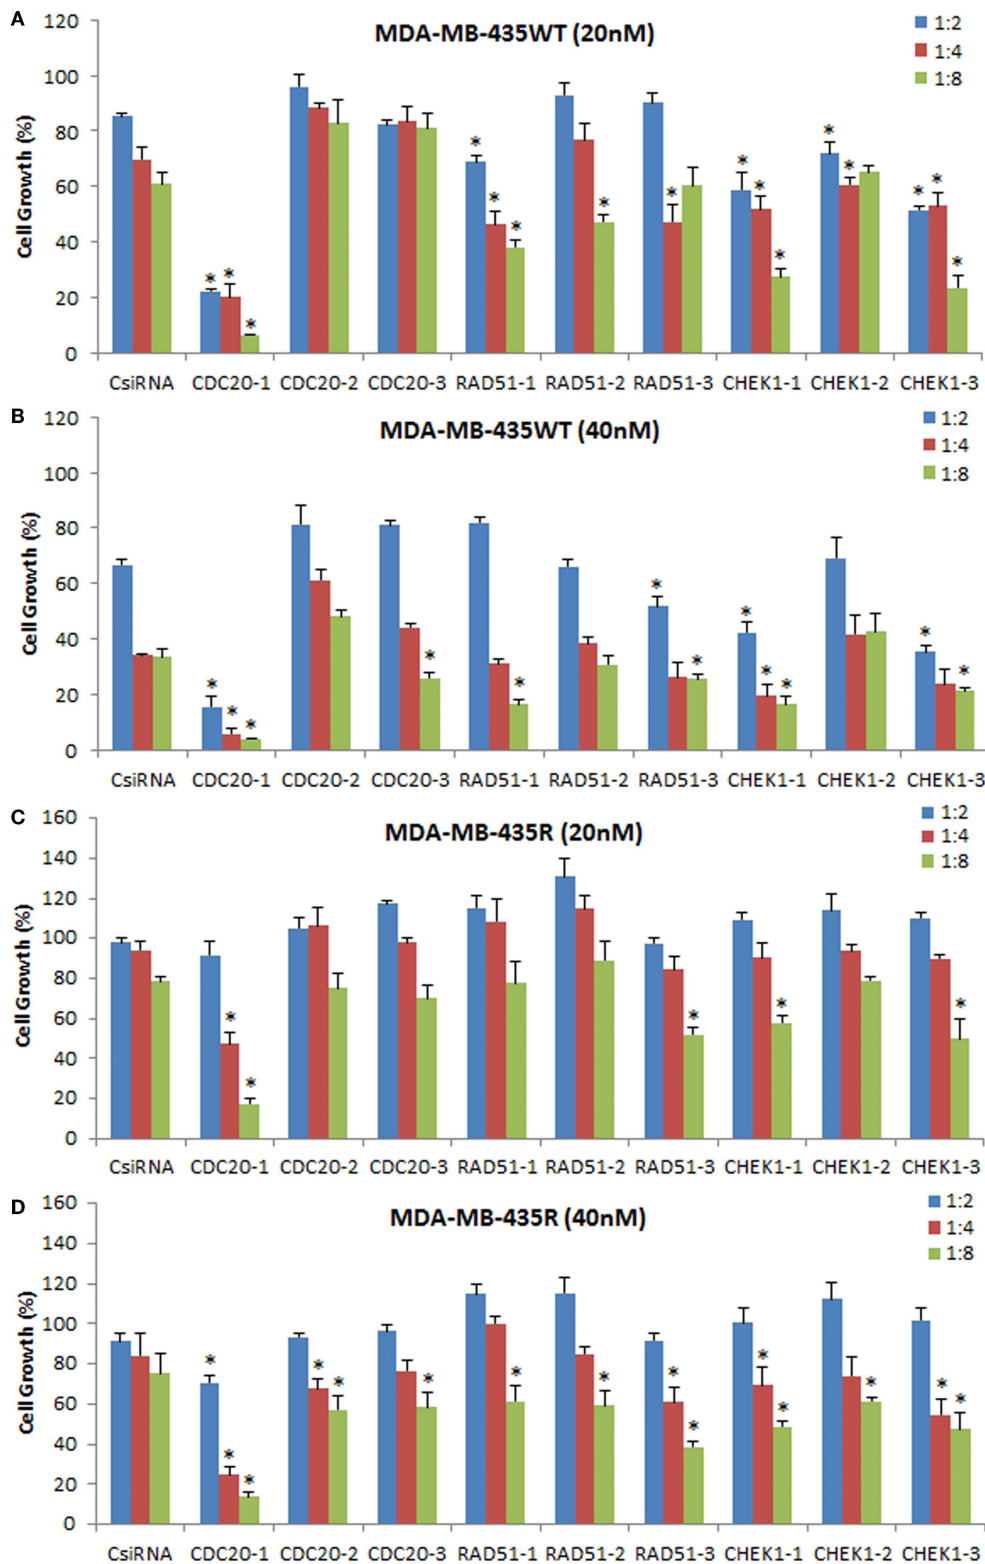 A
MDA-MB-435WT (20nM)
1:2
1:4
1:8
Cell Growth (%)
120
100
80
60
40
20
0
* * *
* * *
*
*
* * *
* *
* * *
CsiRNA CDC20-1 CDC20-2 CDC20-3 RAD51-1 RAD51-2 RAD51-3 CHEK1-1 CHEK1-2 CHEK1-3
B
MDA-MB-435WT (40nM)
1:2
1:4
1:8
Cell Growth (%)
120
100
80
60
40
20
0
* * *
*
*
* *
* * *
* *
CsiRNA CDC20-1 CDC20-2 CDC20-3 RAD51-1 RAD51-2 RAD51-3 CHEK1-1 CHEK1-2 CHEK1-3
C
MDA-MB-435R (20nM)
1:2
1:4
1:8
Cell Growth (%)
160
140
120
100
80
60
40
20
0
* *
*
*
*
CsiRNA CDC20-1 CDC20-2 CDC20-3 RAD51-1 RAD51-2 RAD51-3 CHEK1-1 CHEK1-2 CHEK1-3
D
MDA-MB-435R (40nM)
1:2
1:4
1:8
Cell Growth (%)
160
140
120
100
80
60
40
20
0
* * *
* *
*
*
*
* *
* *
*
* *
CsiRNA CDC20-1 CDC20-2 CDC20-3 RAD51-1 RAD51-2 RAD51-3 CHEK1-1 CHEK1-2 CHEK1-3